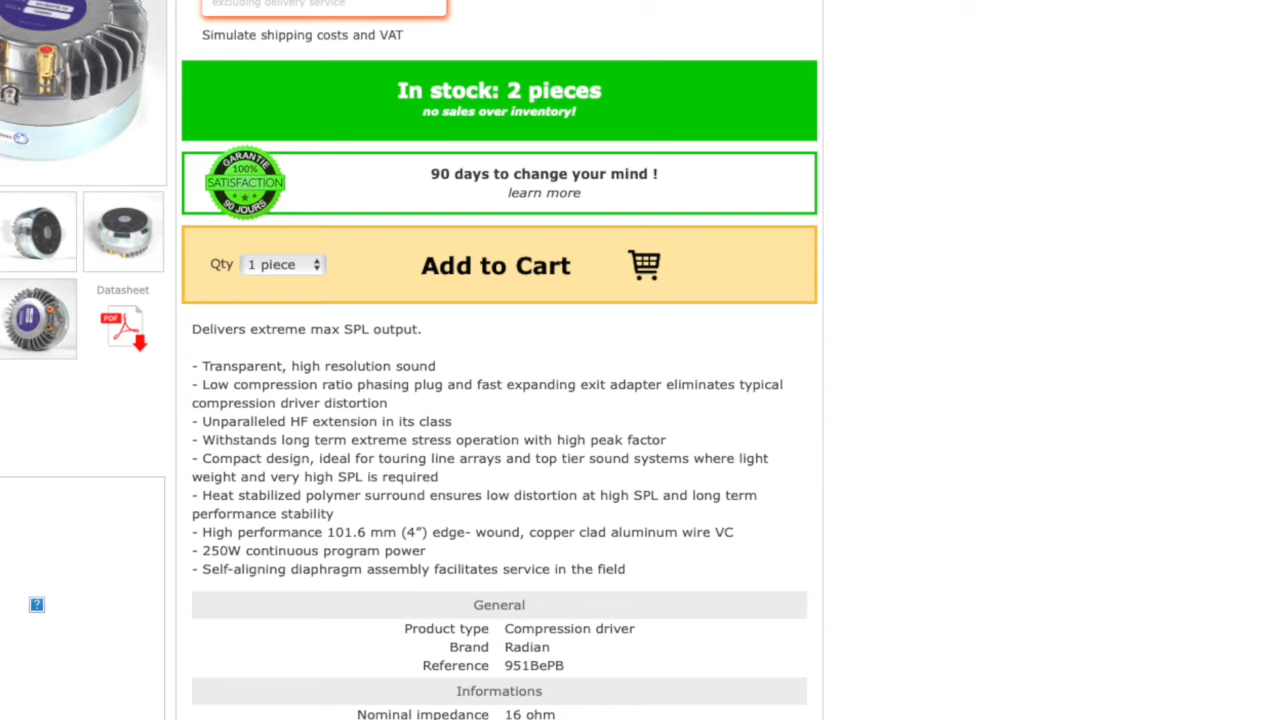 excluding delivery service
Simulate shipping costs and VAT
In stock: 2 pieces
no sales over inventory!
GARANTIE
100%
SATISFACTION
90 JOURS
90 days to change your mind !
learn more
Qty
1 piece
Add to Cart
Datasheet
PDF
Delivers extreme max SPL output.
- Transparent, high resolution sound
- Low compression ratio phasing plug and fast expanding exit adapter eliminates typical
compression driver distortion
- Unparalleled HF extension in its class
- Withstands long term extreme stress operation with high peak factor
- Compact design, ideal for touring line arrays and top tier sound systems where light
weight and very high SPL is required
- Heat stabilized polymer surround ensures low distortion at high SPL and long term
performance stability
- High performance 101.6 mm (4”) edge- wound, copper clad aluminum wire VC
- 250W continuous program power
- Self-aligning diaphragm assembly facilitates service in the field
?
General
Product type Compression driver
Brand Radian
Reference 951BePB
Informations
Nominal impedance 16 ohm